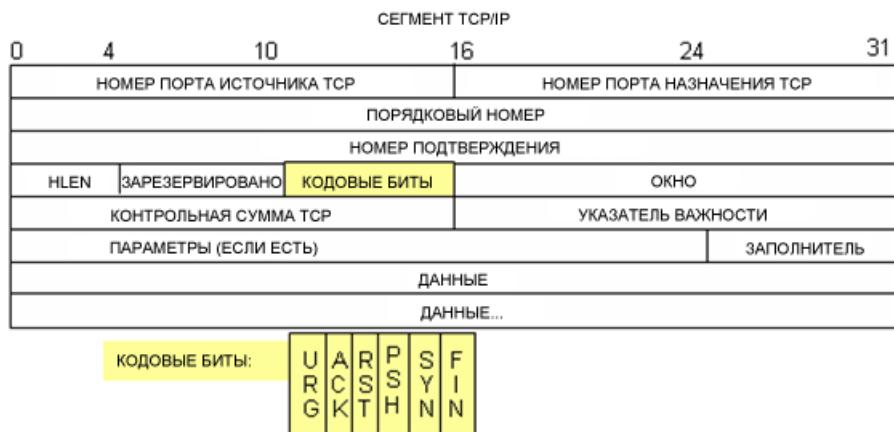 СЕГМЕНТ TCP/IP
0 4 10 16 24 31
НОМЕР ПОРТА ИСТОЧНИКА TCP НОМЕР ПОРТА НАЗНАЧЕНИЯ TCP
ПОРЯДКОВЫЙ НОМЕР
НОМЕР ПОДТВЕРЖДЕНИЯ
HLEN ЗАРЕЗЕРВИРОВАНО КОДОВЫЕ БИТЫ ОКНО
КОНТРОЛЬНАЯ СУММА TCP УКАЗАТЕЛЬ ВАЖНОСТИ
ПАРАМЕТРЫ (ЕСЛИ ЕСТЬ) ЗАПОЛНИТЕЛЬ
ДАННЫЕ
ДАННЫЕ...
КОДОВЫЕ БИТЫ: URG ACK RST PSH SYN FIN